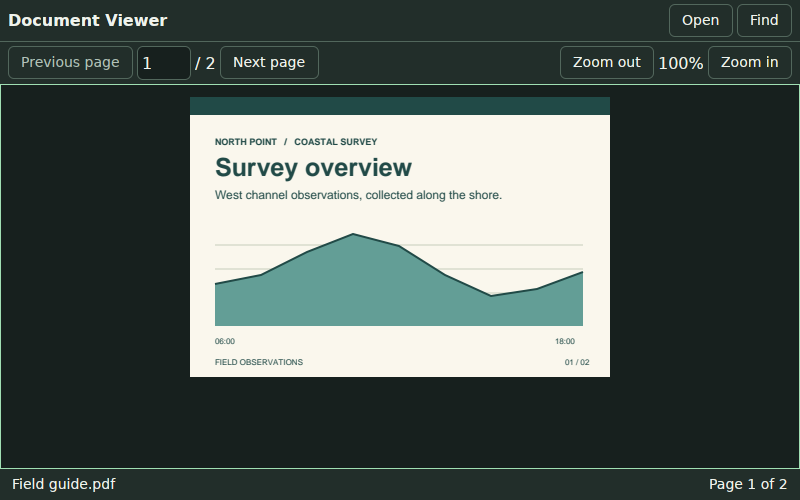 Document Viewer
Open
Find
Previous page
1
/ 2
Next page
Zoom out
100%
Zoom in
NORTH POINT / COASTAL SURVEY
Survey overview
West channel observations, collected along the shore.
06:00
18:00
FIELD OBSERVATIONS
01 / 02
Field guide.pdf
Page 1 of 2